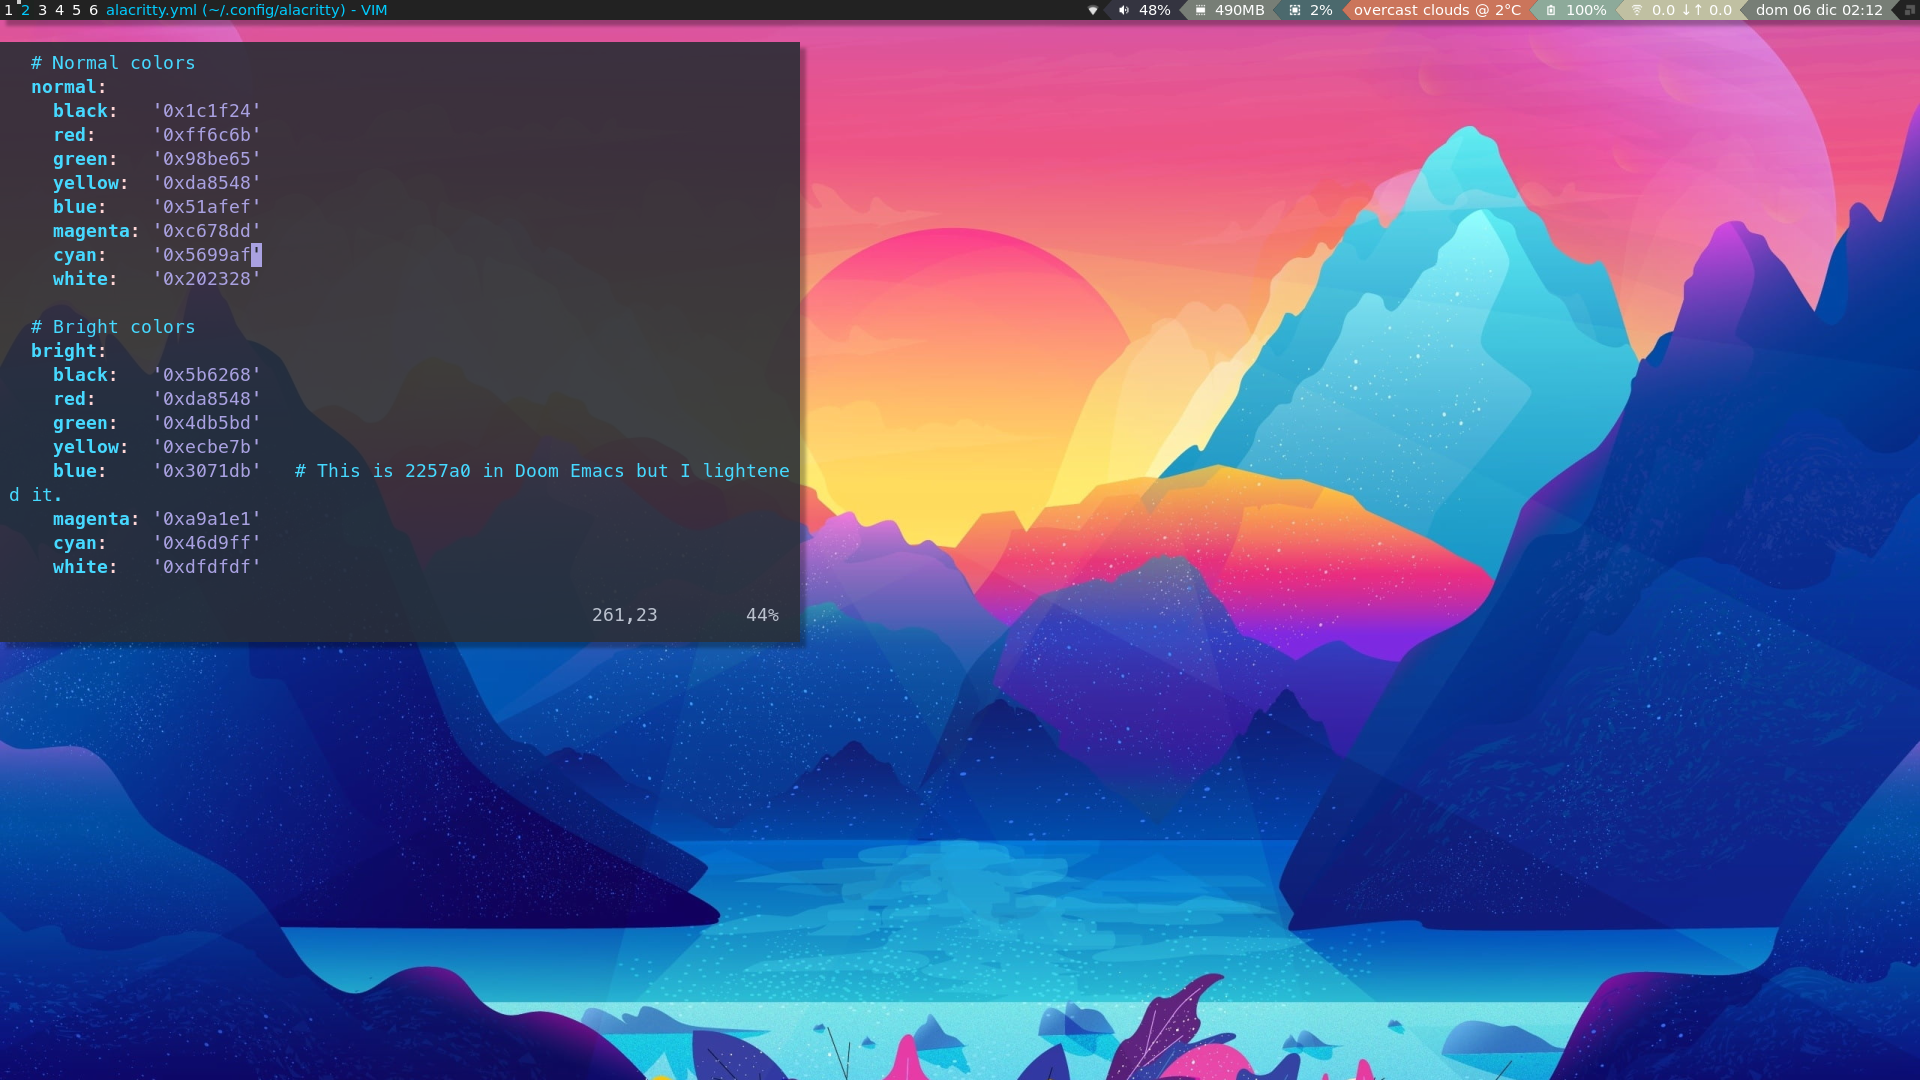 1 2 3 4 5 6 alacritty.yml (~/.config/alacritty) - VIM 48% 490MB 2% overcast clouds @ 2°C 100% 0.0 ↓↑ 0.0 dom 06 dic 02:12
# Normal colors
normal:
black: '0x1c1f24'
red: '0xff6c6b'
green: '0x98be65'
yellow: '0xda8548'
blue: '0x51afef'
magenta: '0xc678dd'
cyan: '0x5699af'
white: '0x202328'
# Bright colors
bright:
black: '0x5b6268'
red: '0xda8548'
green: '0x4db5bd'
yellow: '0xecbe7b'
blue: '0x3071db' # This is 2257a0 in Doom Emacs but I lightene
d it.
magenta: '0xa9a1e1'
cyan: '0x46d9ff'
white: '0xdfdfdf'
261,23 44%